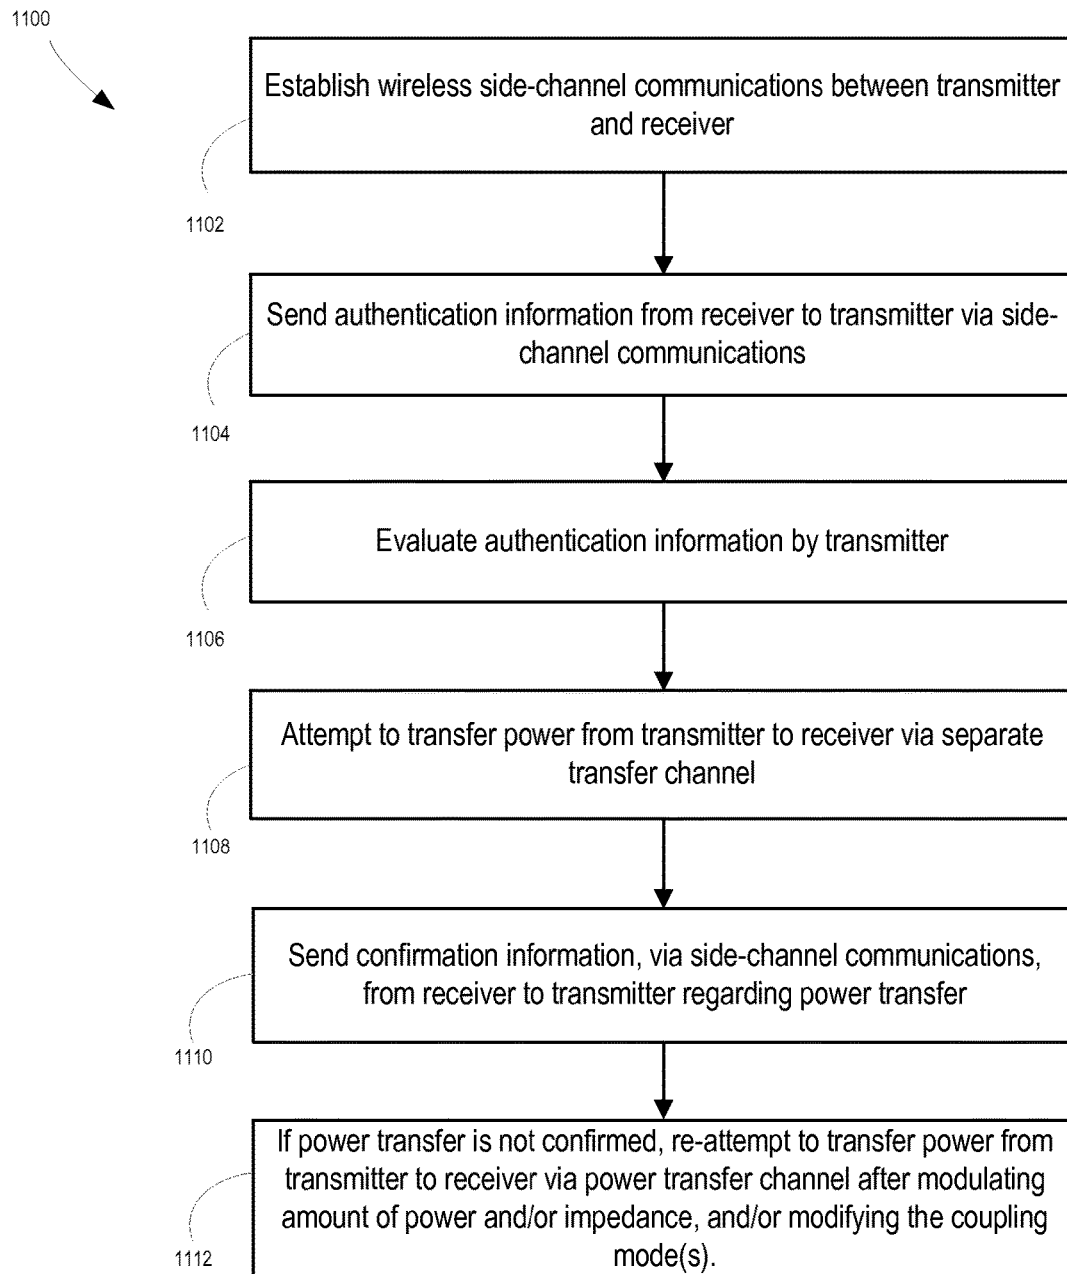 1100
Establish wireless side-channel communications between transmitter
and receiver
1102
Send authentication information from receiver to transmitter via side-
channel communications
1104
Evaluate authentication information by transmitter
1106
Attempt to transfer power from transmitter to receiver via separate
transfer channel
1108
Send confirmation information, via side-channel communications,
from receiver to transmitter regarding power transfer
1110
If power transfer is not confirmed, re-attempt to transfer power from
transmitter to receiver via power transfer channel after modulating
amount of power and/or impedance, and/or modifying the coupling
mode(s).
1112